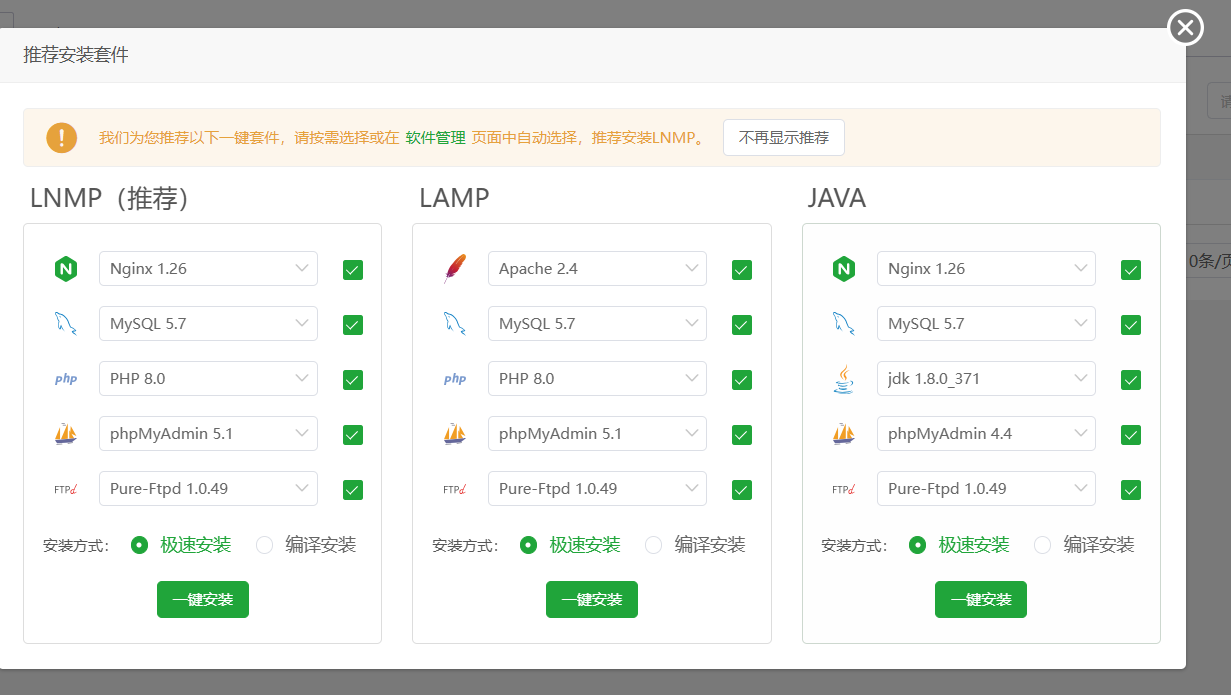 推荐安装套件
我们为您推荐以下一键套件，请按需选择或在 软件管理 页面中自动选择，推荐安装LNMP。 不再显示推荐
LNMP（推荐）
Nginx 1.26
MySQL 5.7
php PHP 8.0
phpMyAdmin 5.1
FTPd Pure-Ftpd 1.0.49
安装方式： 极速安装 编译安装
一键安装
LAMP
Apache 2.4
MySQL 5.7
php PHP 8.0
phpMyAdmin 5.1
FTPd Pure-Ftpd 1.0.49
安装方式： 极速安装 编译安装
一键安装
JAVA
Nginx 1.26
MySQL 5.7
jdk 1.8.0_371
phpMyAdmin 4.4
FTPd Pure-Ftpd 1.0.49
安装方式： 极速安装 编译安装
一键安装
0条/页